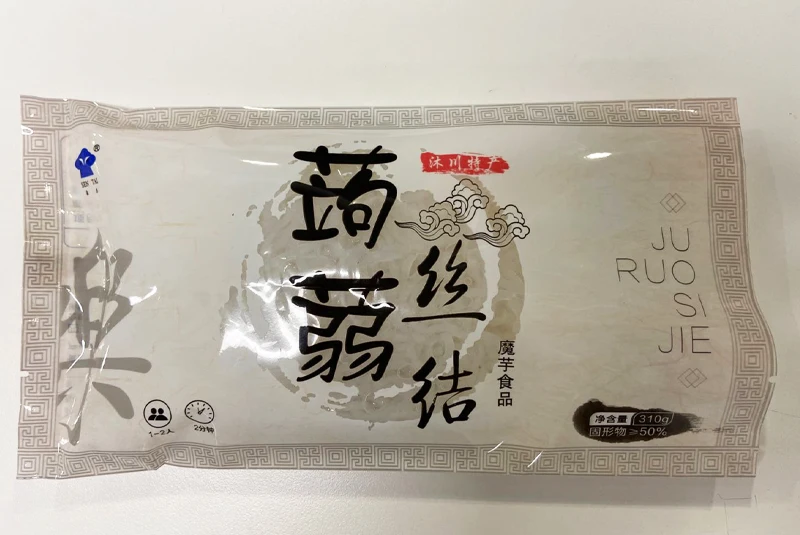 沐川特产
蒟蒻
丝结
魔芋食品
JU
RUO
SI
JIE
1-2人
2分钟
净含量 310g
固形物≥50%